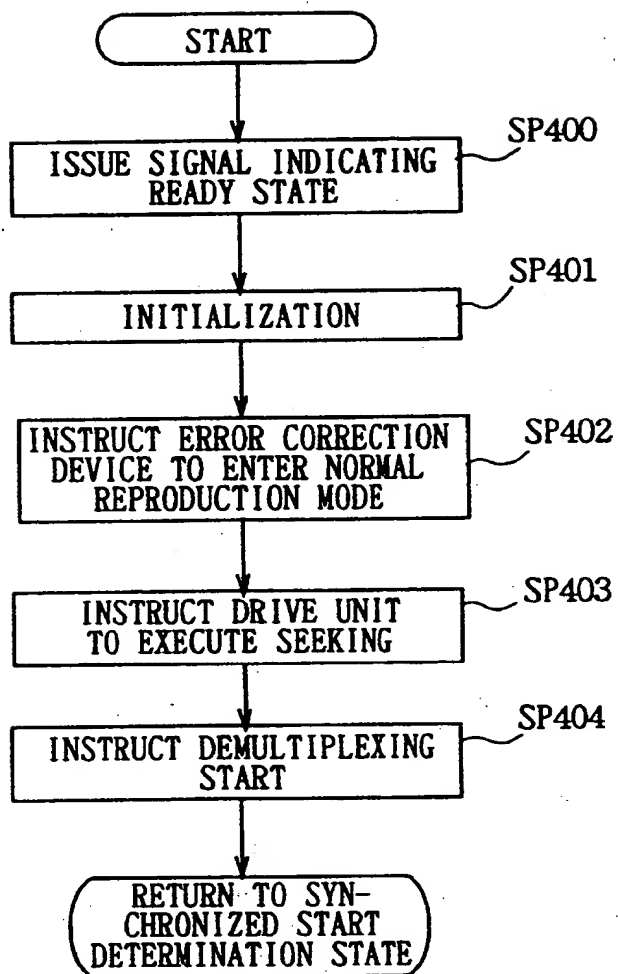 START
SP400
ISSUE SIGNAL INDICATING
READY STATE
SP401
INITIALIZATION
SP402
INSTRUCT ERROR CORRECTION
DEVICE TO ENTER NORMAL
REPRODUCTION MODE
SP403
INSTRUCT DRIVE UNIT
TO EXECUTE SEEKING
SP404
INSTRUCT DEMULTIPLEXING
START
RETURN TO SYN-
CHRONIZED START
DETERMINATION STATE